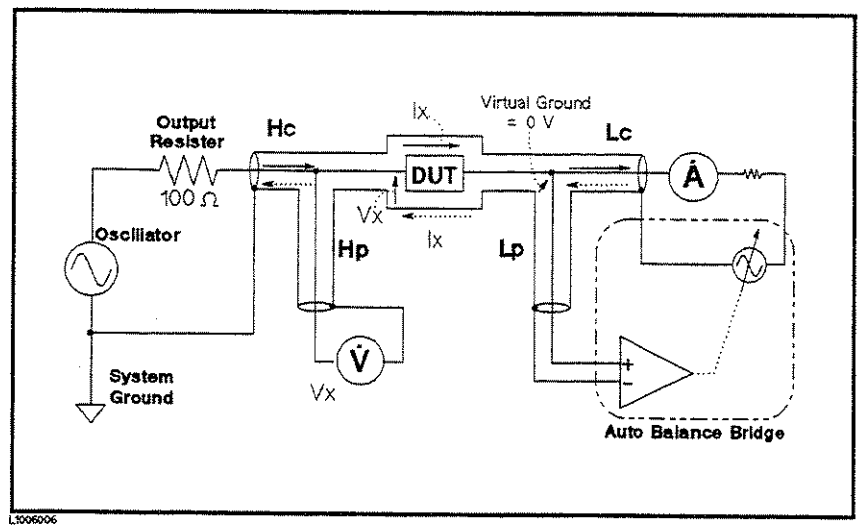 Output
Resister
100 Ω
Oscillator
System
Ground
Hc
Ix
Virtual Ground
= 0 V
Lc
DUT
Vx
Ix
Hp
Lp
A
V
Vx
+
−
Auto Balance Bridge
L1006006